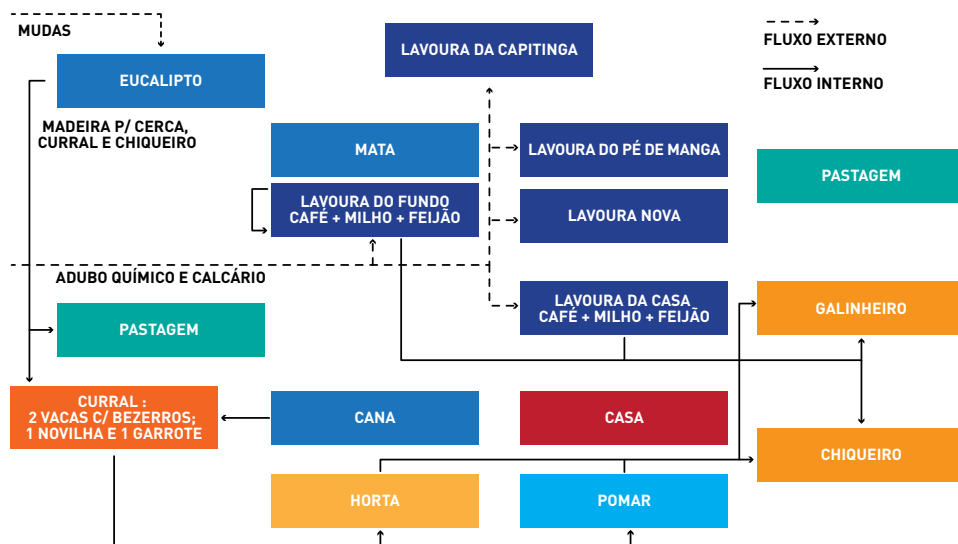 MUDAS
LAVOURA DA CAPITINGA
FLUXO EXTERNO
EUCALIPTO
FLUXO INTERNO
MADEIRA P/ CERCA,
CURRAL E CHIQUEIRO
MATA
LAVOURA DO PÉ DE MANGA
PASTAGEM
LAVOURA DO FUNDO
CAFÉ + MILHO + FEIJÃO
LAVOURA NOVA
ADUBO QUÍMICO E CALCÁRIO
LAVOURA DA CASA
CAFÉ + MILHO + FEIJÃO
GALINHEIRO
PASTAGEM
CURRAL :
2 VACAS C/ BEZERROS;
1 NOVILHA E 1 GARROTE
CANA
CASA
CHIQUEIRO
HORTA
POMAR